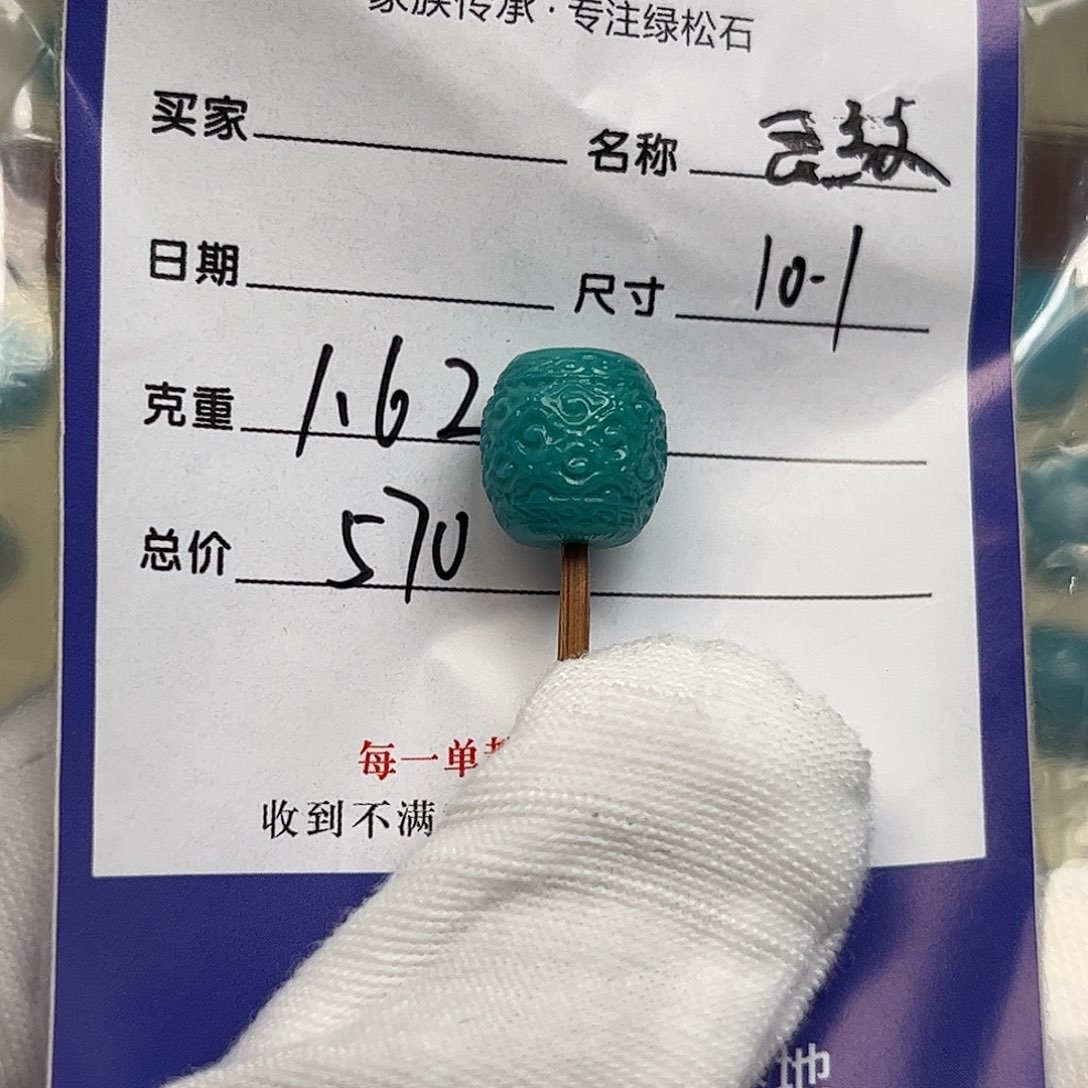 家族传承·专注绿松石
买家 名称 云纹
日期 尺寸 10-1
克重 1.62
总价 570
每一单
收到不满
地